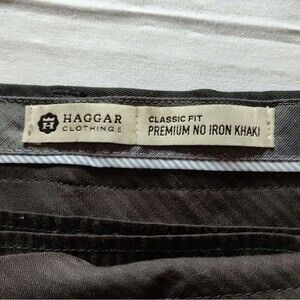 HAGGAR
CLOTHING
CLASSIC FIT
PREMIUM NO IRON KHAKI